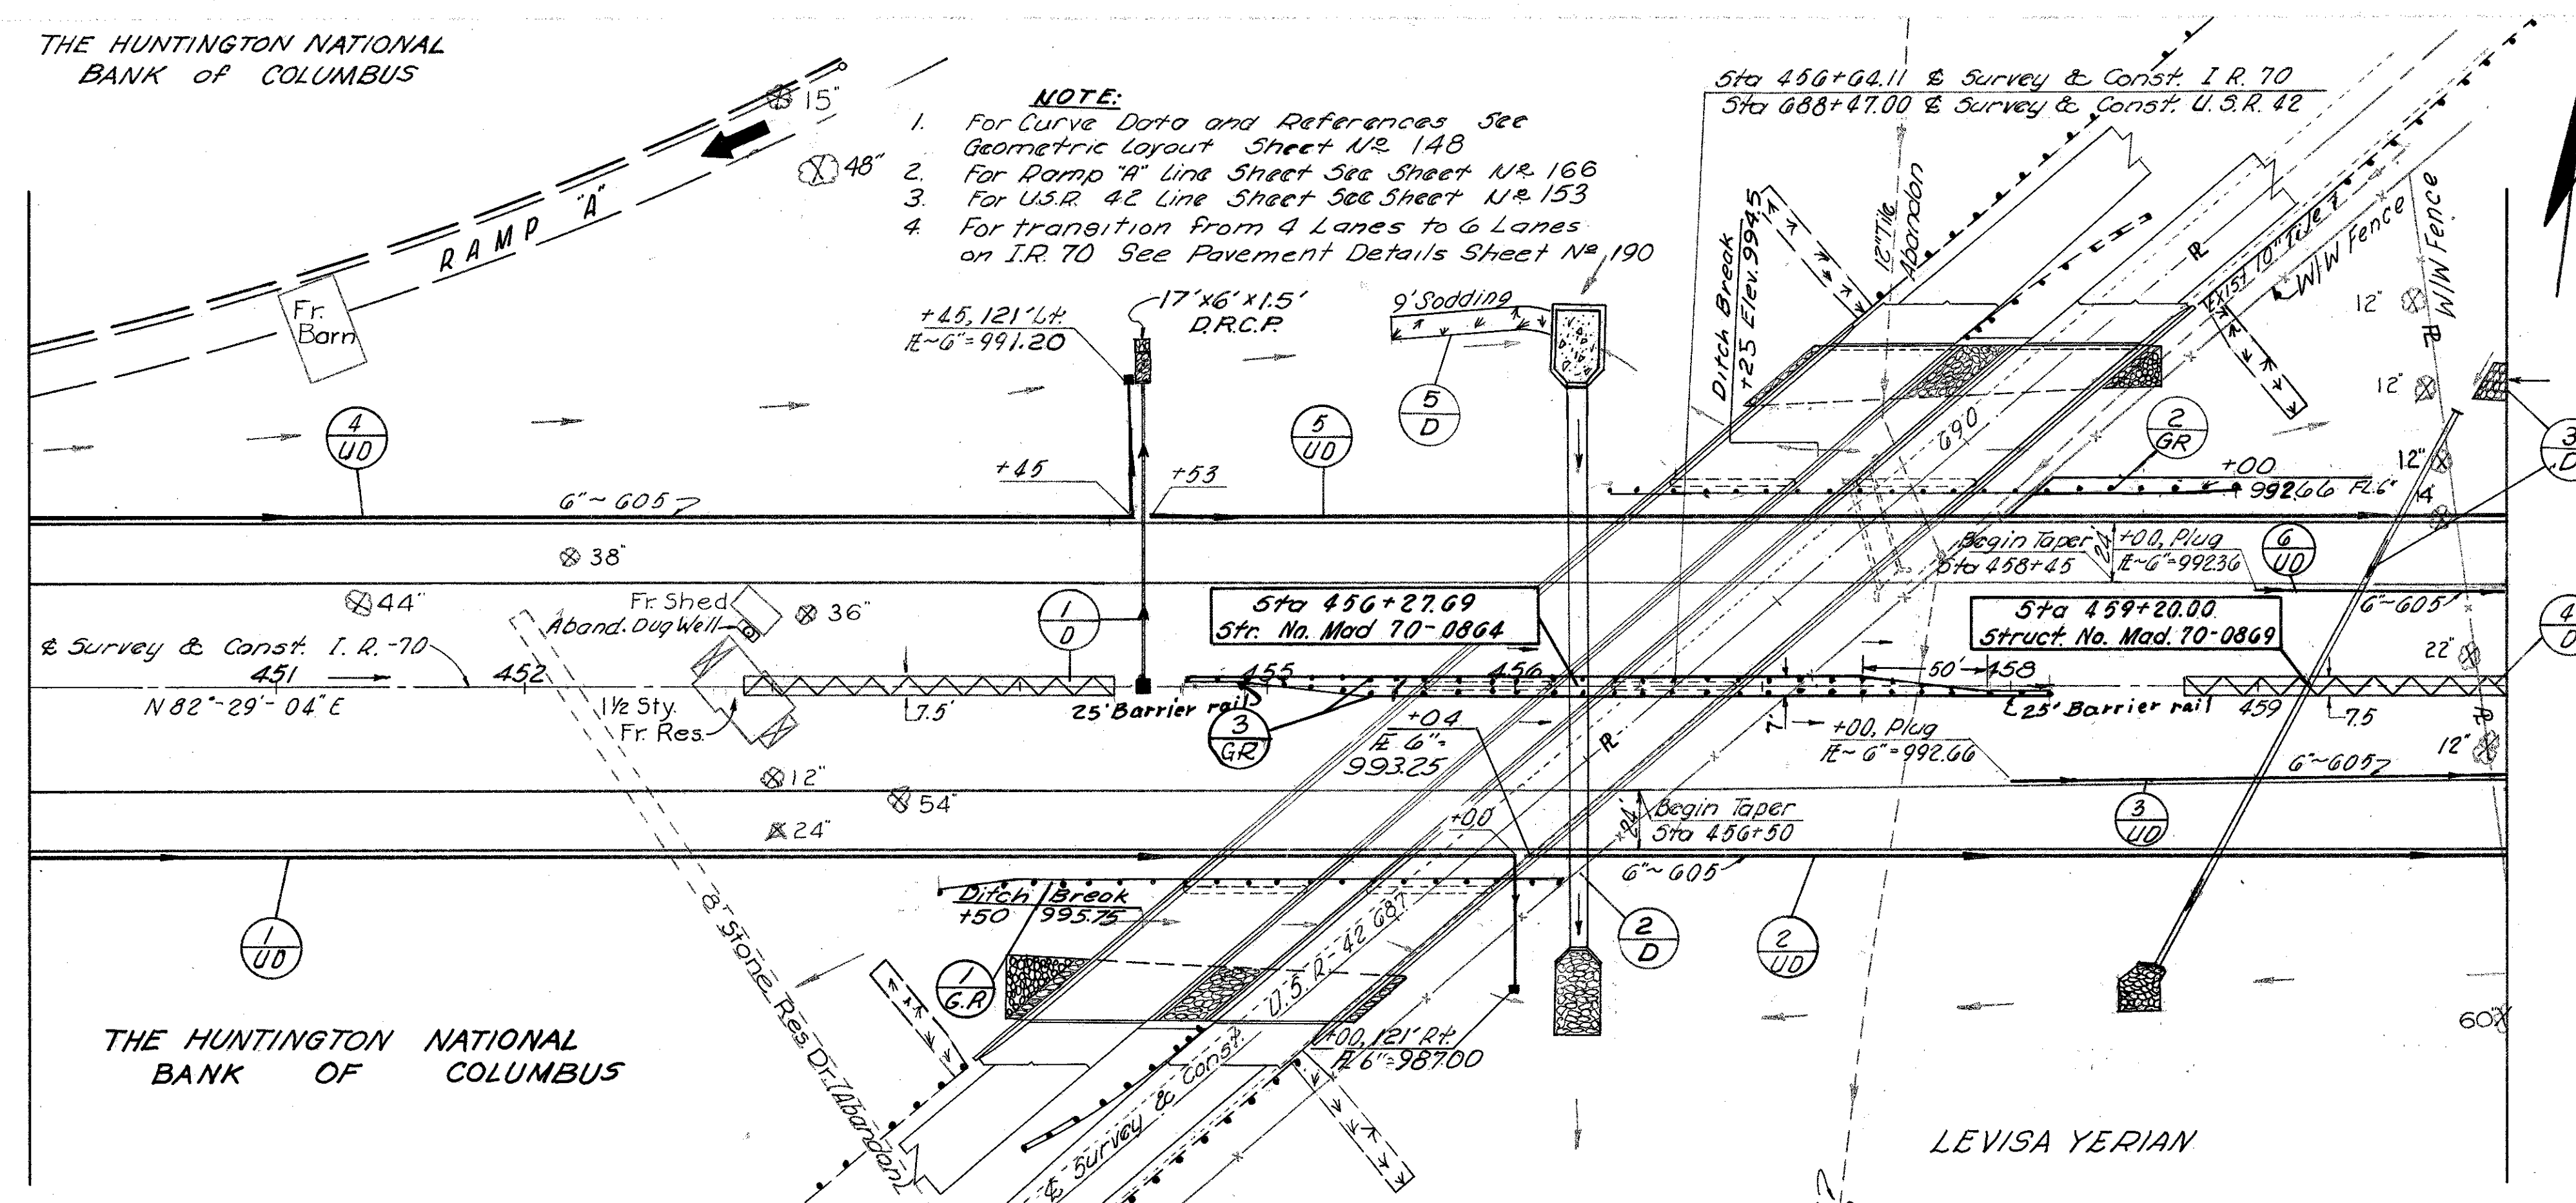 THE HUNTINGTON NATIONAL
BANK of COLUMBUS
15"
48"
RAMP "A"
Fr.
Barn
NOTE:
1. For Curve Data and References See
Geometric Layout Sheet No 148
2. For Ramp "A" Line Sheet See Sheet No 166
3. For U.S.R. 42 Line Sheet See Sheet No 153
4. For transition from 4 Lanes to 6 Lanes
on I.R. 70 See Pavement Details Sheet No 190
Sta 456+64.11 ℄ Survey & Const. I R. 70
Sta 688+47.00 ℄ Survey & Const. U.S.R. 42
Ditch Break
+25 Elev. 994.5
12" Tile
Abandon
Exist 10" Tile
W/W Fence
W/W Fence
12"
12"
12"
14"
+45, 121' Lt.
FL~6"=991.20
17'x6'x1.5'
D.R.C.P.
9' Sodding
5
D
4
UD
5
UD
2
GR
3
D
690
+45
+53
6"~605
+00
992.66 FL 6"
38"
44"
Fr. Shed
Aband. Dug Well
36"
1
D
Begin Taper
Sta 458+45
24'
+00, Plug
FL~6"=992.36
6
UD
6"~605
Sta 456+27.69
Str. No. Mad 70-0864
Sta 459+20.00
Struct. No. Mad. 70-0869
4
D
22"
℄ Survey & Const. I. R.-70
451
452
455
456
50'
458
459
N 82°-29'-04" E
1½ Sty.
Fr. Res.
7.5'
25' Barrier rail
3
GR
+04
FL 6"=
993.25
7'
+00, Plug
FL~6"=992.66
25' Barrier rail
7.5
12"
6"~605
12"
54"
24"
+00
24'
Begin Taper
Sta 456+50
3
UD
6"~605
Ditch Break
+50 995.75
1
UD
8' Stone Res. Dr. (Abandon)
1
G.R
U.S.R.-42
687
℄ Survey & Const
2
D
2
UD
+00, 121' Rt.
FL 6"=987.00
60"
THE HUNTINGTON NATIONAL
BANK OF COLUMBUS
LEVISA YERIAN